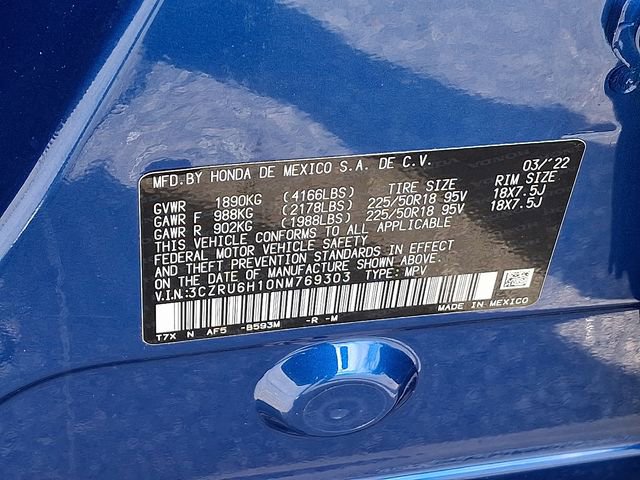 MFD.BY HONDA DE MEXICO S.A. DE C.V. 03/'22
TIRE SIZE RIM SIZE
GVWR 1890KG (4166LBS)
GAWR F 988KG (2178LBS) 225/50R18 95V 18X7.5J
GAWR R 902KG (1988LBS) 225/50R18 95V 18X7.5J
THIS VEHICLE CONFORMS TO ALL APPLICABLE
FEDERAL MOTOR VEHICLE SAFETY
AND THEFT PREVENTION STANDARDS IN EFFECT
ON THE DATE OF MANUFACTURE SHOWN ABOVE.
V.I.N:3CZRU6H10NM769303 TYPE: MPV
MADE IN MEXICO
T7X N AF5 -B593M -R -M